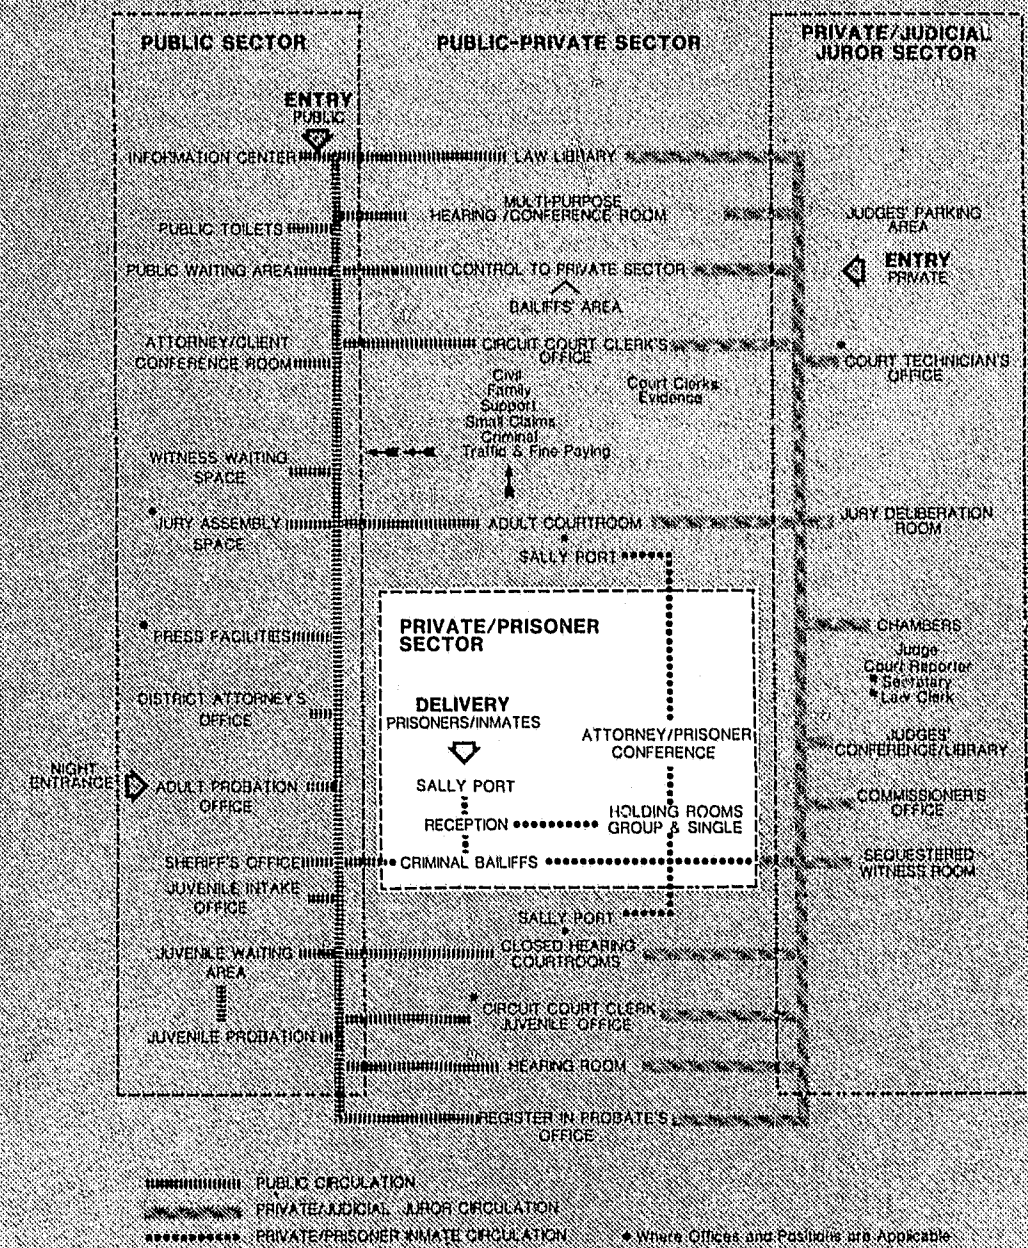 PUBLIC SECTOR
PUBLIC-PRIVATE SECTOR
PRIVATE/JUDICIAL
JUROR SECTOR
ENTRY
PUBLIC
INFORMATION CENTER
LAW LIBRARY
MULTI-PURPOSE
HEARING/CONFERENCE ROOM
JUDGES' PARKING
AREA
PUBLIC TOILETS
PUBLIC WAITING AREA
CONTROL TO PRIVATE SECTOR
ENTRY
PRIVATE
BAILIFFS' AREA
ATTORNEY/CLIENT
CONFERENCE ROOM
CIRCUIT COURT CLERK'S
OFFICE
* COURT TECHNICIAN'S
OFFICE
Civil
Family
Support
Small Claims
Criminal
Traffic & Fine Paying
Court Clerks
Evidence
WITNESS WAITING
SPACE
* JURY ASSEMBLY
SPACE
ADULT COURTROOM
JURY DELIBERATION
ROOM
SALLY PORT
PRIVATE/PRISONER
SECTOR
* PRESS FACILITIES
CHAMBERS
Judge
Court Reporter
* Secretary
* Law Clerk
DISTRICT ATTORNEY'S
OFFICE
DELIVERY
PRISONERS/INMATES
ATTORNEY/PRISONER
CONFERENCE
JUDGES'
CONFERENCE/LIBRARY
NIGHT
ENTRANCE
ADULT PROBATION
OFFICE
SALLY PORT
COMMISSIONER'S
OFFICE
RECEPTION
HOLDING ROOMS
GROUP & SINGLE
SHERIFF'S OFFICE
CRIMINAL BAILIFFS
SEQUESTERED
WITNESS ROOM
JUVENILE INTAKE
OFFICE
SALLY PORT
JUVENILE WAITING
AREA
CLOSED HEARING
COURTROOMS
* CIRCUIT COURT CLERK
JUVENILE OFFICE
JUVENILE PROBATION
HEARING ROOM
REGISTER IN PROBATE'S
OFFICE
PUBLIC CIRCULATION
PRIVATE/JUDICIAL JUROR CIRCULATION
PRIVATE/PRISONER INMATE CIRCULATION
* Where Offices and Positions are Applicable